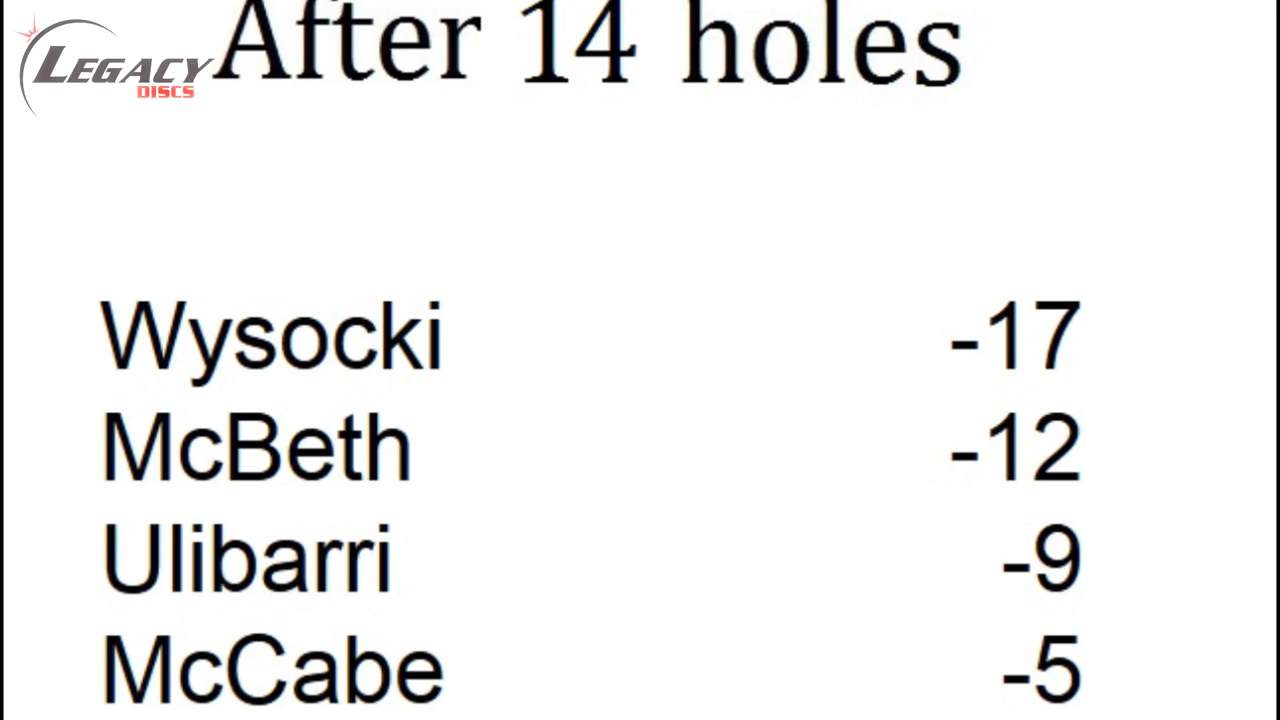 After 14 holes
LEGACY
DISCS
Wysocki -17
McBeth -12
Ulibarri -9
McCabe -5